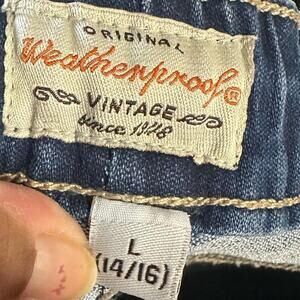 ORIGINAL
Weatherproof®
VINTAGE
since 1948
L
(14/16)